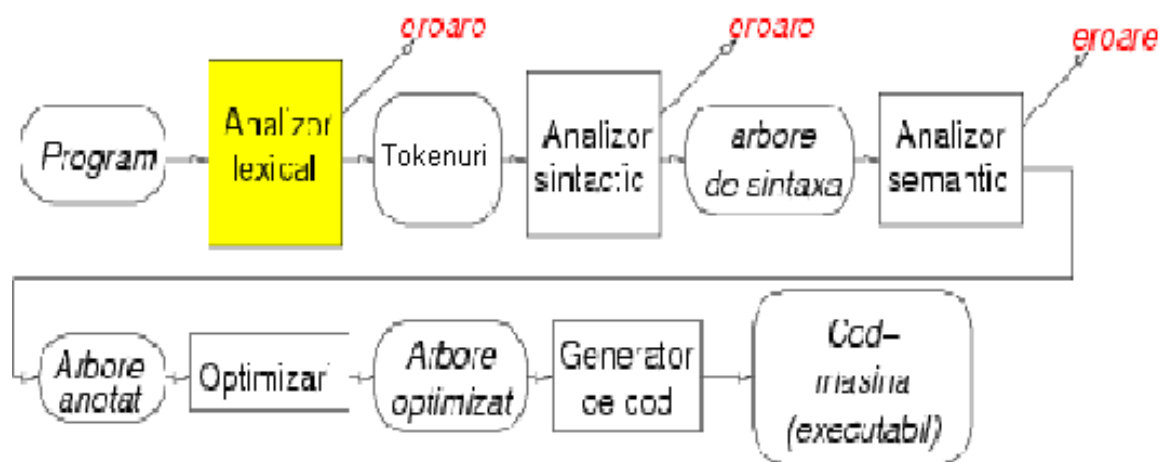 eroare
eroare
eroare
Program
Analizor
lexical
Tokenuri
Analizor
sintactic
arbore
de sintaxa
Analizor
semantic
Arbore
anotat
Optimizari
Arbore
optimizat
Generator
de cod
Cod–
masina
(executabil)